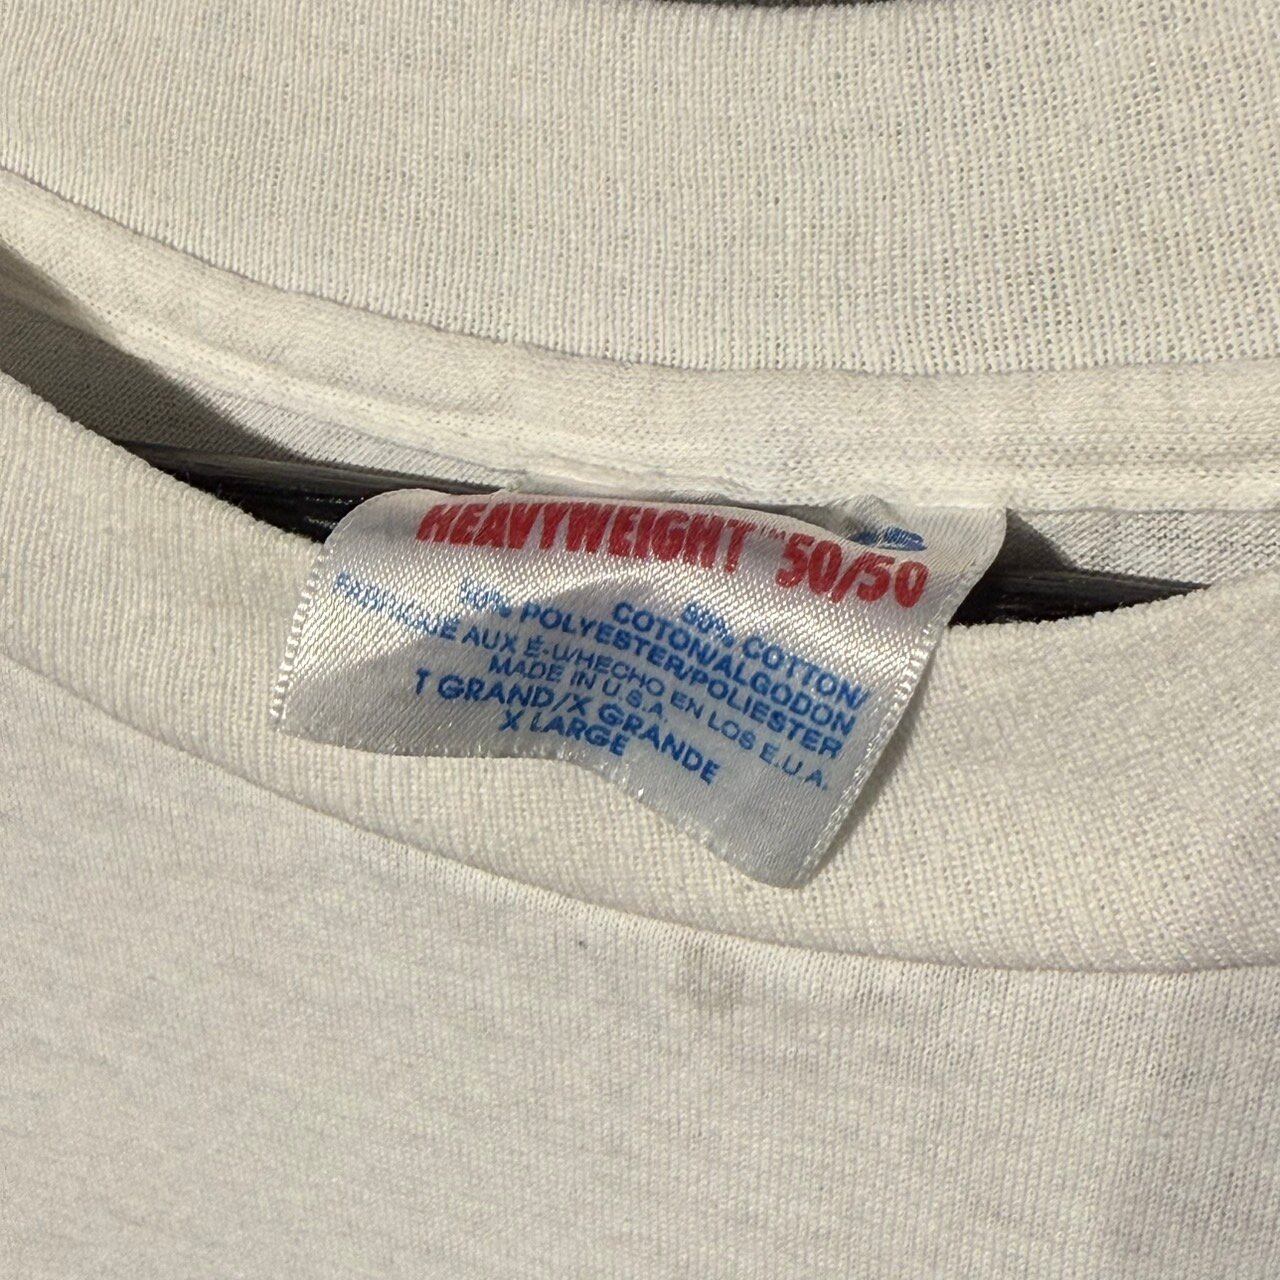 HEAVYWEIGHT™ 50/50
50% COTTON/
COTON/ALGODON
50% POLYESTER/POLIESTER
FABRIQUÉ AUX É.-U/HECHO EN LOS E.U.A.
MADE IN U.S.A.
T GRAND/X GRANDE
X LARGE